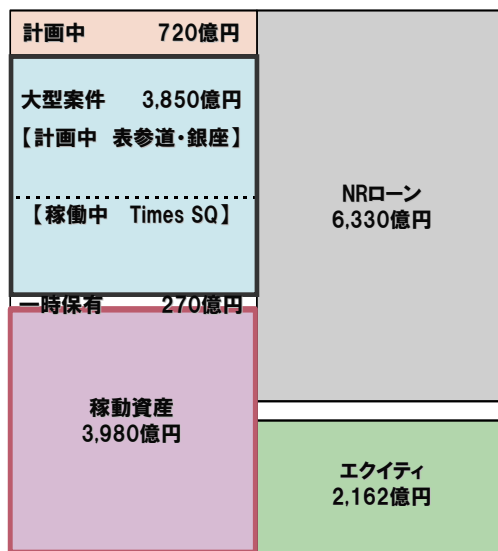 計画中 720億円
大型案件 3,850億円
【計画中 表参道・銀座】
【稼働中 Times SQ】
一時保有 270億円
稼動資産
3,980億円
NRローン
6,330億円
エクイティ
2,162億円